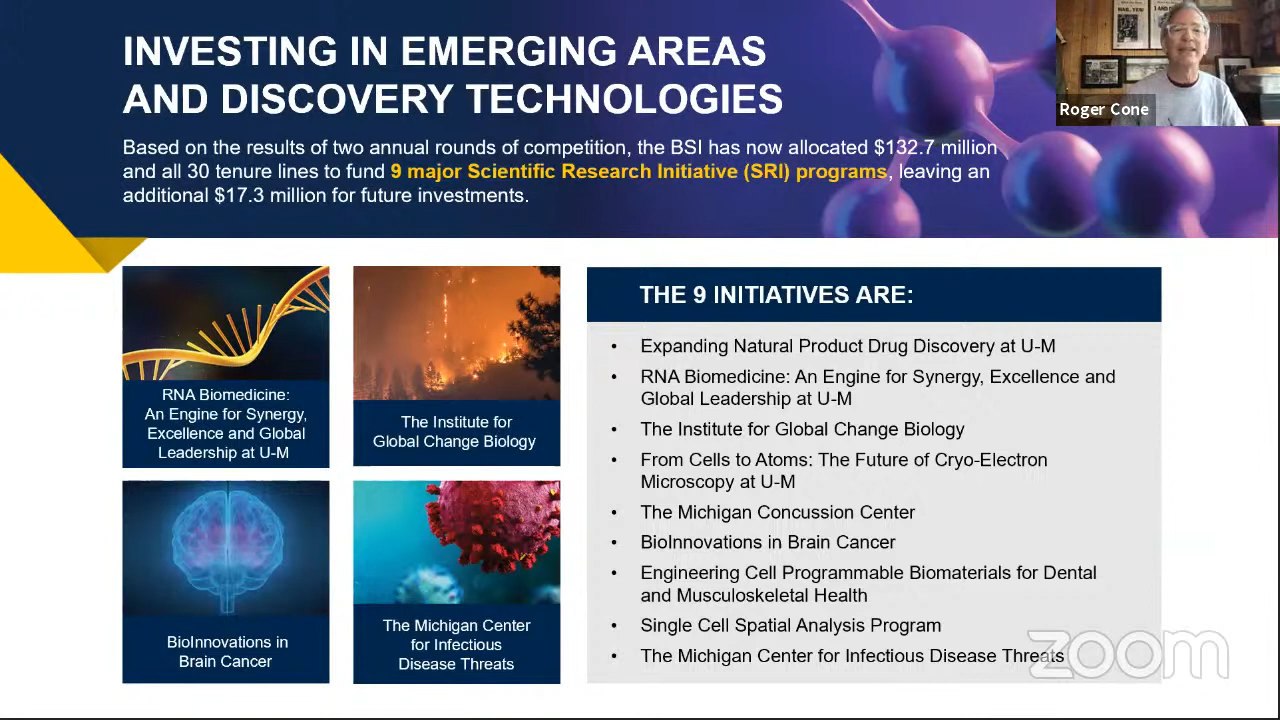 INVESTING IN EMERGING AREAS
AND DISCOVERY TECHNOLOGIES
Based on the results of two annual rounds of competition, the BSI has now allocated $132.7 million
and all 30 tenure lines to fund 9 major Scientific Research Initiative (SRI) programs, leaving an
additional $17.3 million for future investments.
Roger Cone
RNA Biomedicine:
An Engine for Synergy,
Excellence and Global
Leadership at U-M
The Institute for
Global Change Biology
BioInnovations in
Brain Cancer
The Michigan Center
for Infectious
Disease Threats
THE 9 INITIATIVES ARE:
• Expanding Natural Product Drug Discovery at U-M
• RNA Biomedicine: An Engine for Synergy, Excellence and
Global Leadership at U-M
• The Institute for Global Change Biology
• From Cells to Atoms: The Future of Cryo-Electron
Microscopy at U-M
• The Michigan Concussion Center
• BioInnovations in Brain Cancer
• Engineering Cell Programmable Biomaterials for Dental
and Musculoskeletal Health
• Single Cell Spatial Analysis Program
• The Michigan Center for Infectious Disease Threats
zoom